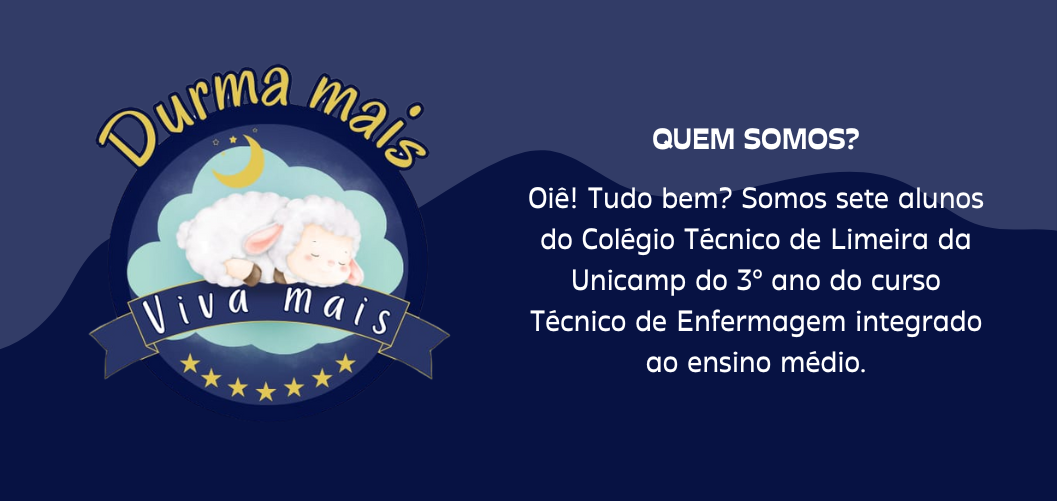 Durma mais
Viva mais
QUEM SOMOS?
Oiê! Tudo bem? Somos sete alunos
do Colégio Técnico de Limeira da
Unicamp do 3° ano do curso
Técnico de Enfermagem integrado
ao ensino médio.